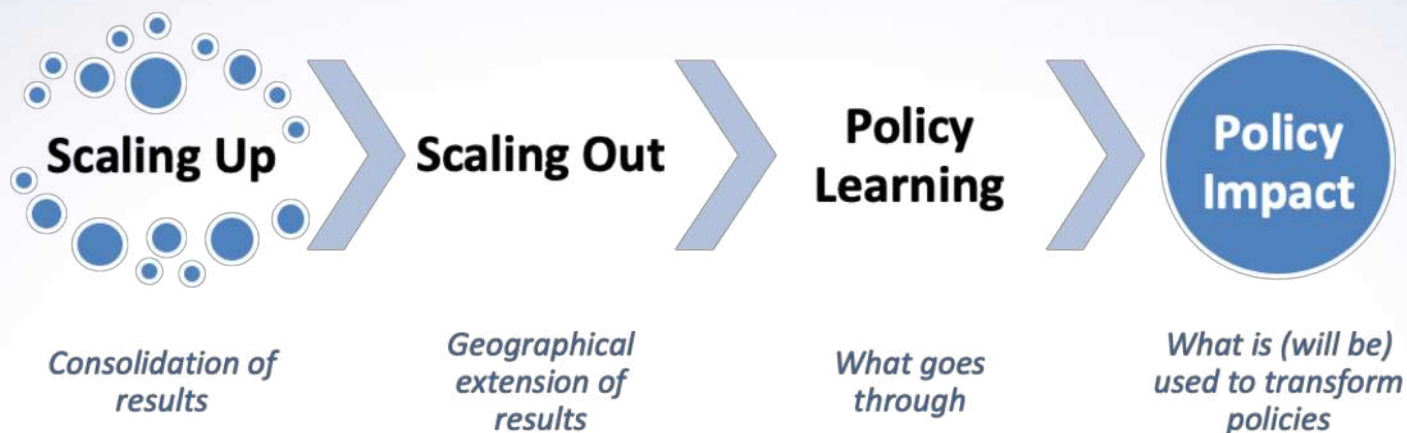 Scaling Up
Scaling Out
Policy
Learning
Policy
Impact
Consolidation of
results
Geographical
extension of
results
What goes
through
What is (will be)
used to transform
policies